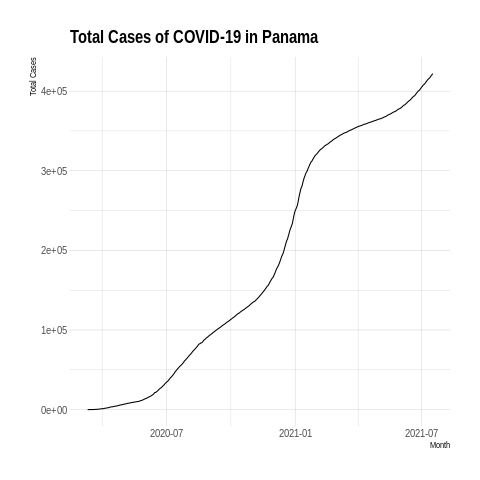 Total Cases of COVID-19 in Panama
Total Cases
4e+05
3e+05
2e+05
1e+05
0e+00
2020-07 2021-01 2021-07
Month